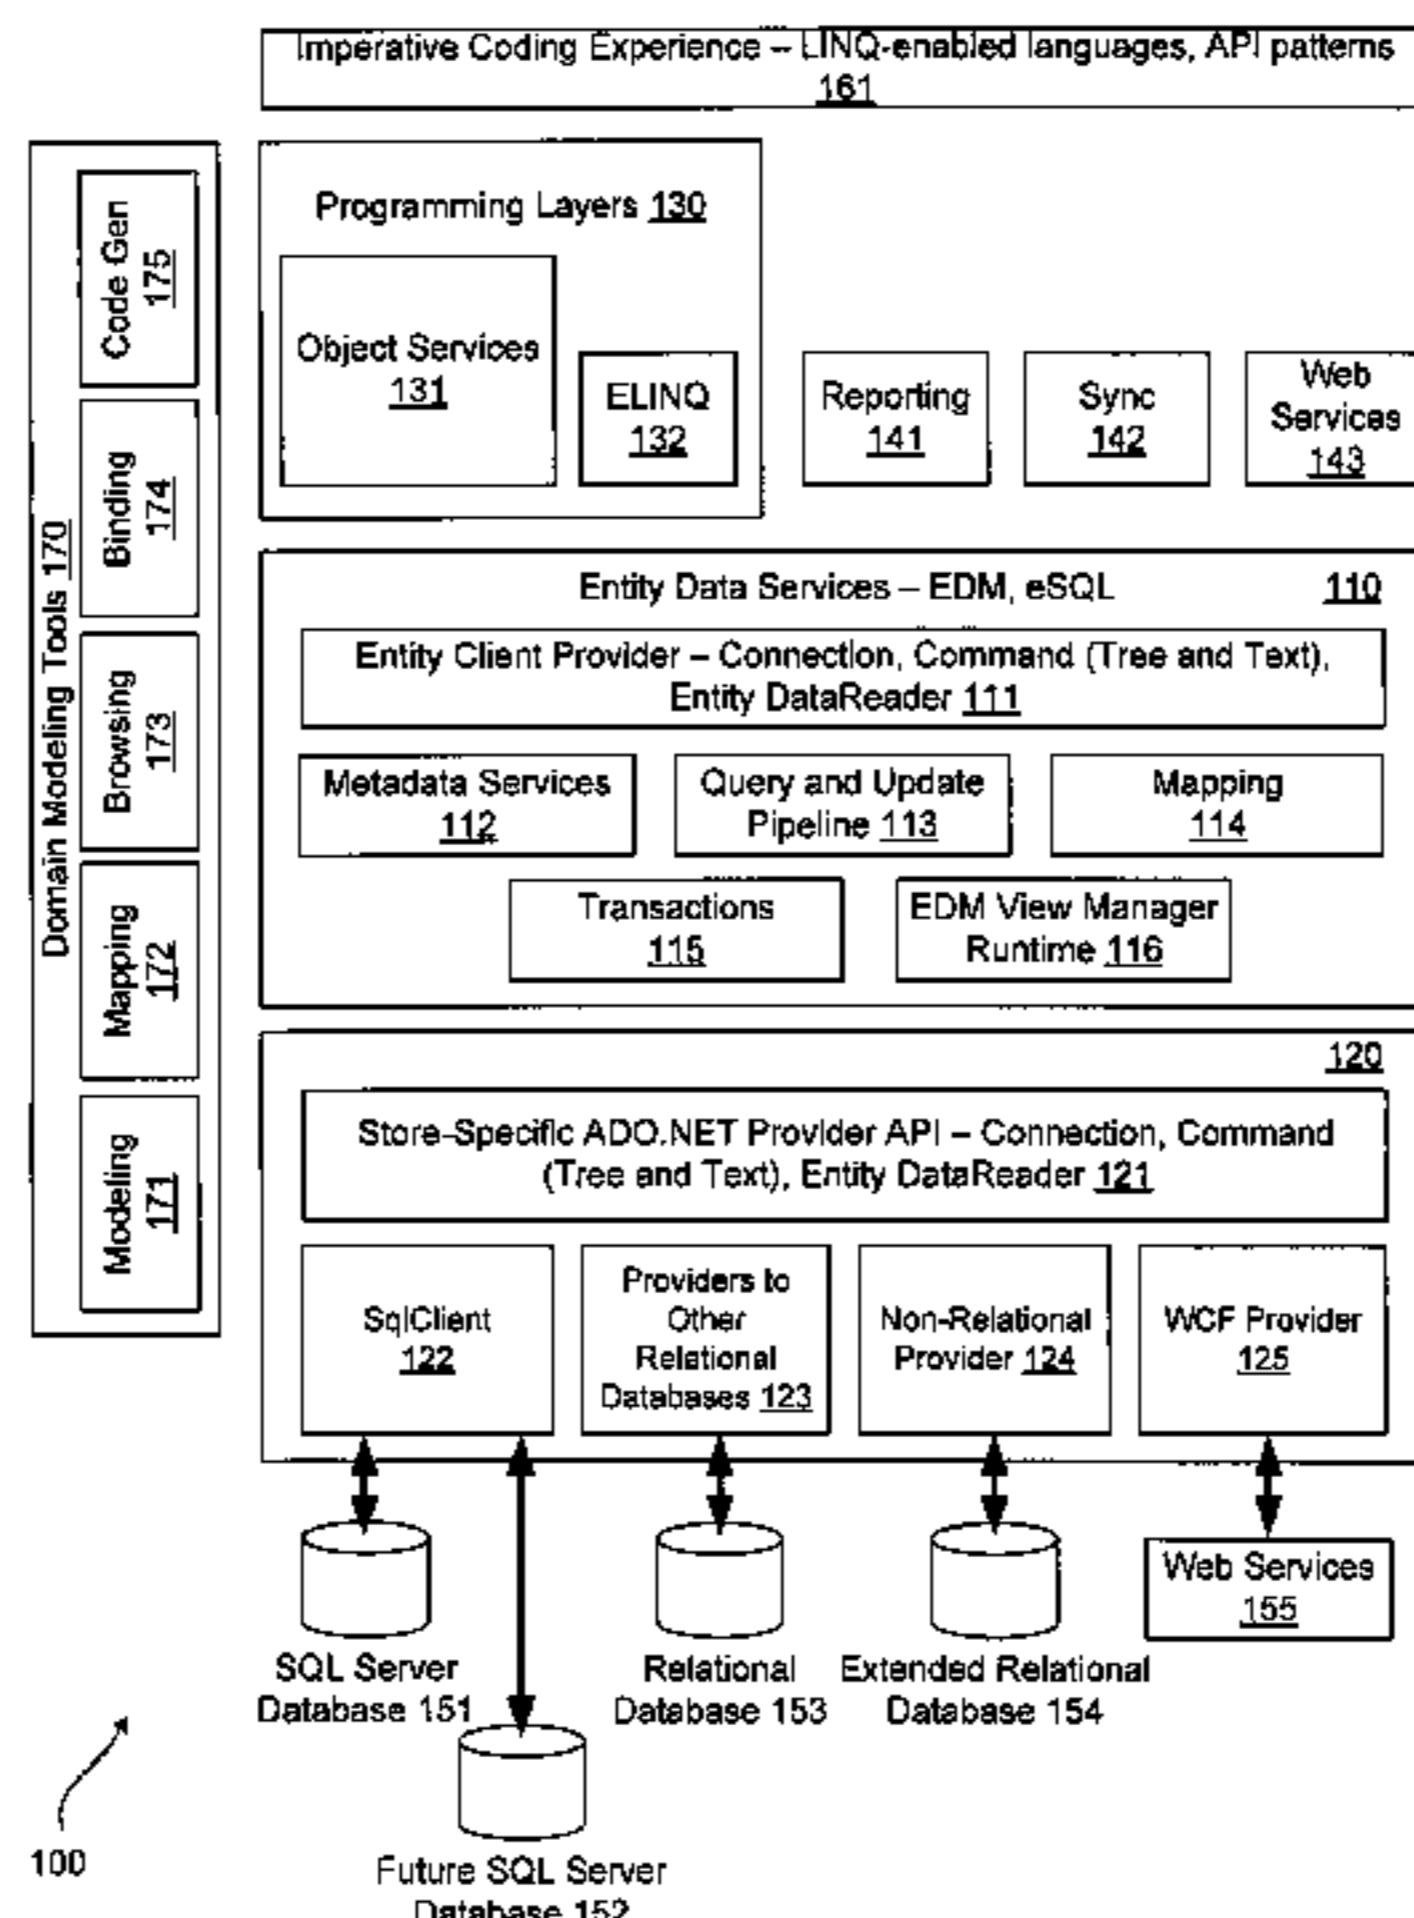 Imperative Coding Experience – LINQ-enabled languages, API patterns
161
Domain Modeling Tools 170
Code Gen
175
Binding
174
Browsing
173
Mapping
172
Modeling
171
Programming Layers 130
Object Services
131
ELINQ
132
Reporting
141
Sync
142
Web
Services
143
Entity Data Services – EDM, eSQL
110
Entity Client Provider – Connection, Command (Tree and Text),
Entity DataReader 111
Metadata Services
112
Query and Update
Pipeline 113
Mapping
114
Transactions
115
EDM View Manager
Runtime 116
120
Store-Specific ADO.NET Provider API – Connection, Command
(Tree and Text), Entity DataReader 121
SqlClient
122
Providers to
Other
Relational
Databases 123
Non-Relational
Provider 124
WCF Provider
125
SQL Server
Database 151
Relational
Database 153
Extended Relational
Database 154
Web Services
155
Future SQL Server
Database 152
100